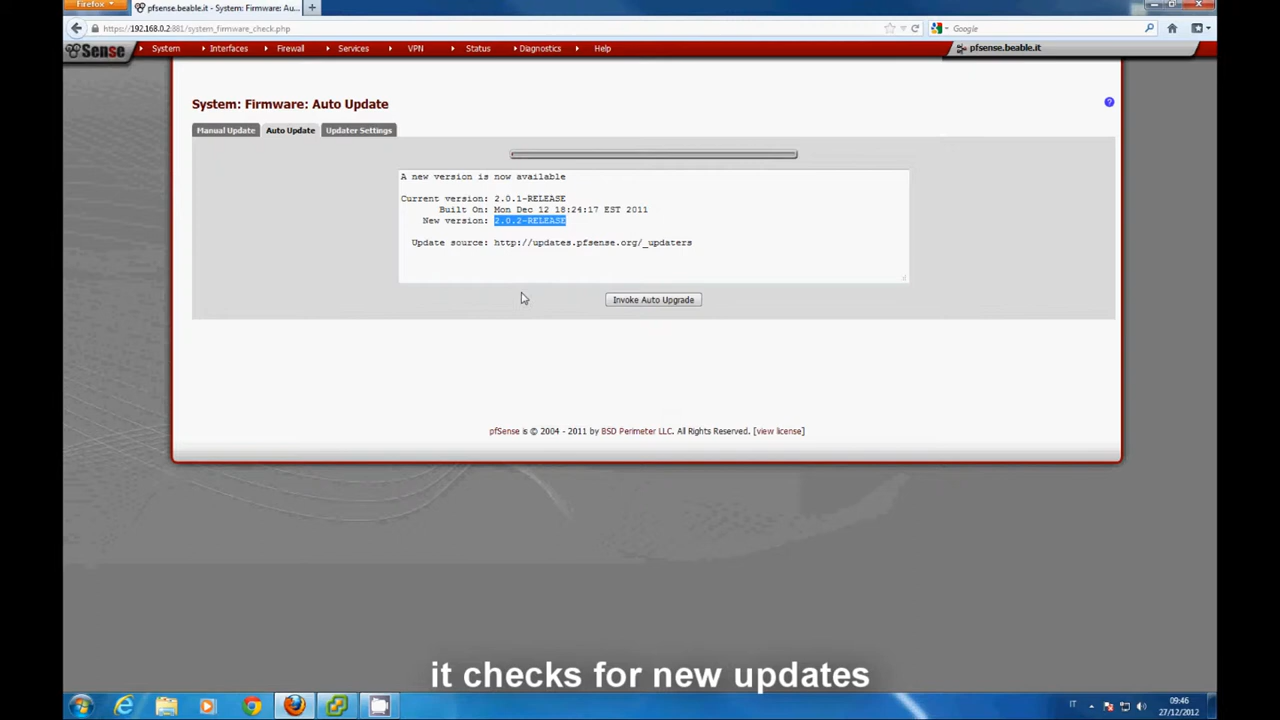 Firefox
pfsense.beable.it - System: Firmware: Au...
https://192.168.0.2:881/system_firmware_check.php
Google
Sense
System
Interfaces
Firewall
Services
VPN
Status
Diagnostics
Help
pfsense.beable.it
System: Firmware: Auto Update
?
Manual Update
Auto Update
Updater Settings
A new version is now available
Current version: 2.0.1-RELEASE
Built On: Mon Dec 12 18:24:17 EST 2011
New version: 2.0.2-RELEASE
Update source: http://updates.pfsense.org/_updaters
Invoke Auto Upgrade
pfSense is © 2004 - 2011 by BSD Perimeter LLC. All Rights Reserved. [view license]
it checks for new updates
IT
09:46
27/12/2012